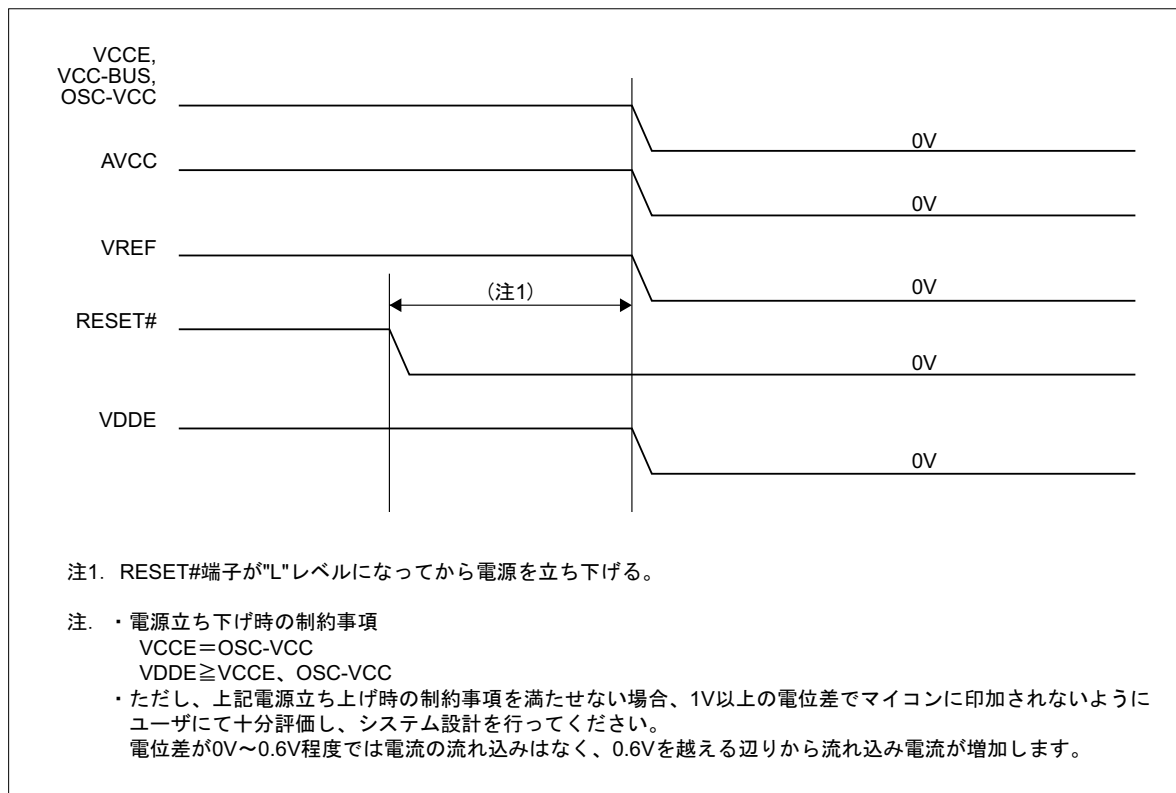 VCCE,
VCC-BUS,
OSC-VCC
0V
AVCC
0V
VREF
0V
（注1）
RESET#
0V
VDDE
0V
注1. RESET#端子が"L"レベルになってから電源を立ち下げる。
注. ・電源立ち下げ時の制約事項
VCCE＝OSC-VCC
VDDE≧VCCE、OSC-VCC
・ただし、上記電源立ち上げ時の制約事項を満たせない場合、1V以上の電位差でマイコンに印加されないように
ユーザにて十分評価し、システム設計を行ってください。
電位差が0V～0.6V程度では電流の流れ込みはなく、0.6Vを越える辺りから流れ込み電流が増加します。